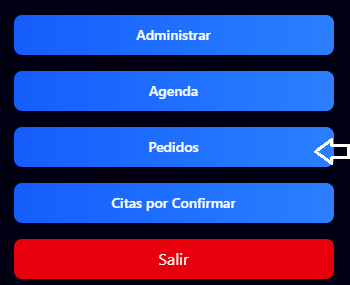 Administrar
Agenda
Pedidos
Citas por Confirmar
Salir